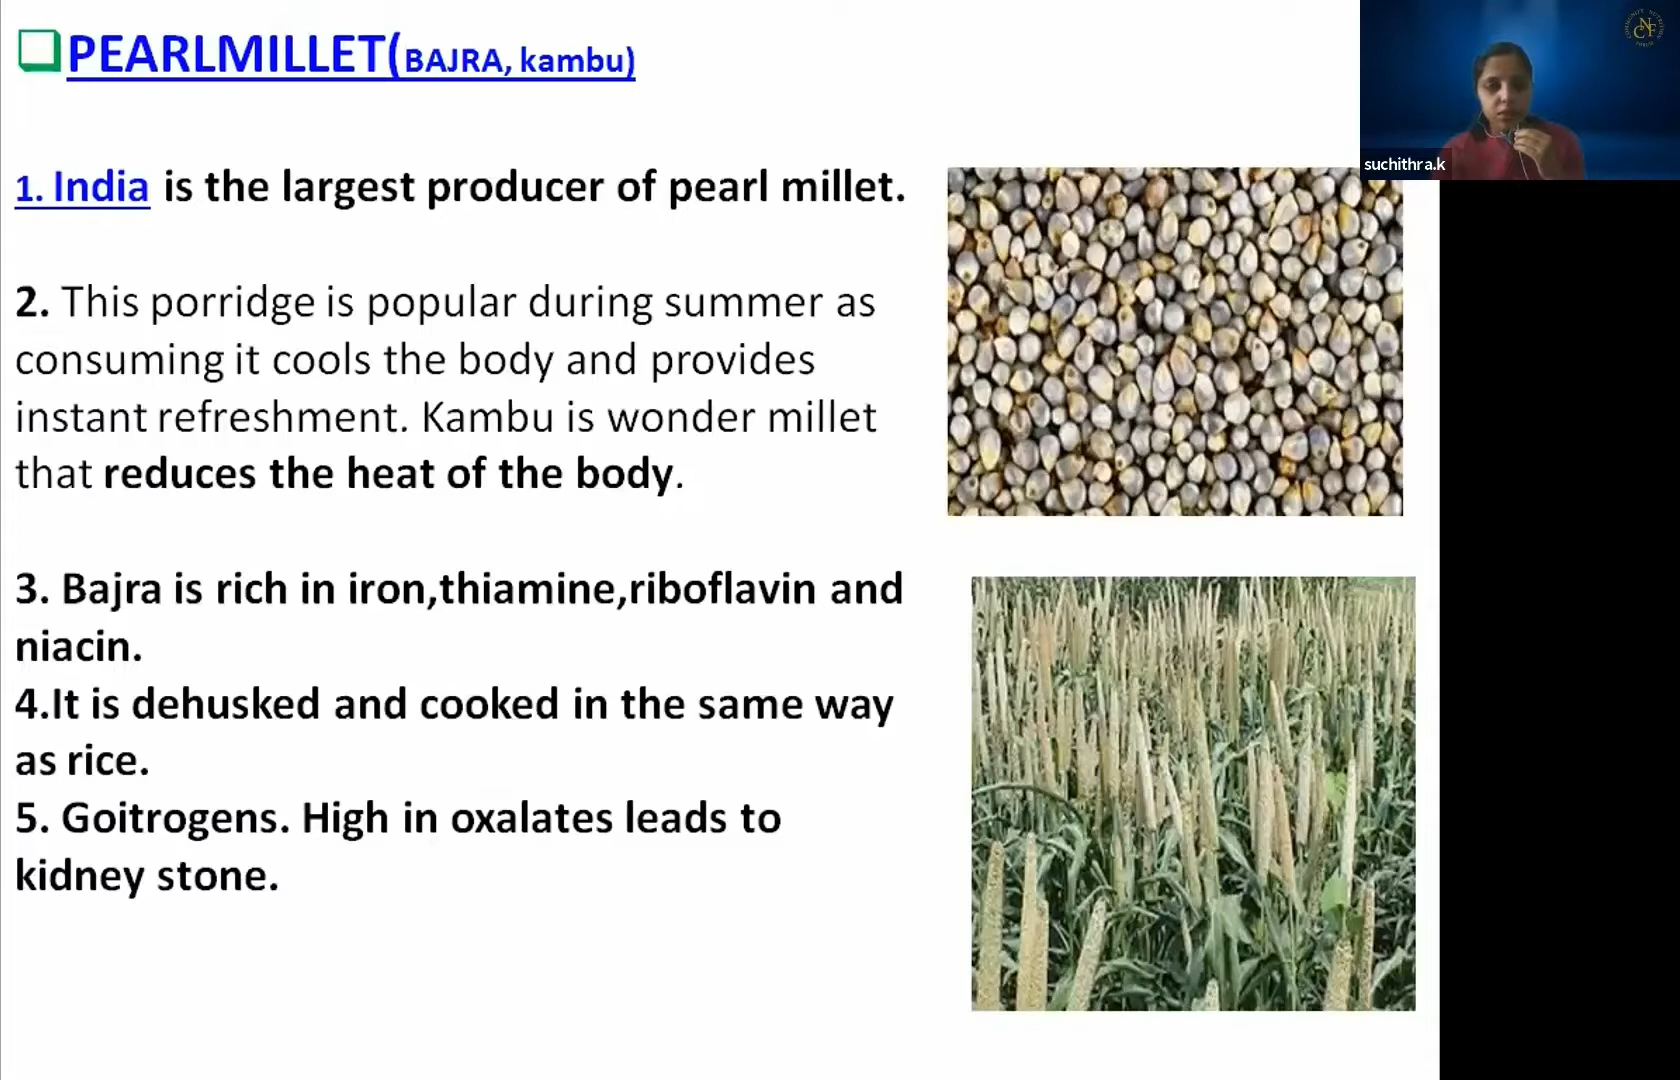 PEARLMILLET(BAJRA, kambu)
1. India is the largest producer of pearl millet.
2. This porridge is popular during summer as
consuming it cools the body and provides
instant refreshment. Kambu is wonder millet
that reduces the heat of the body.
3. Bajra is rich in iron,thiamine,riboflavin and
niacin.
4.It is dehusked and cooked in the same way
as rice.
5. Goitrogens. High in oxalates leads to
kidney stone.
suchithra.k
COMMUNITY NUTRITION
FORUM